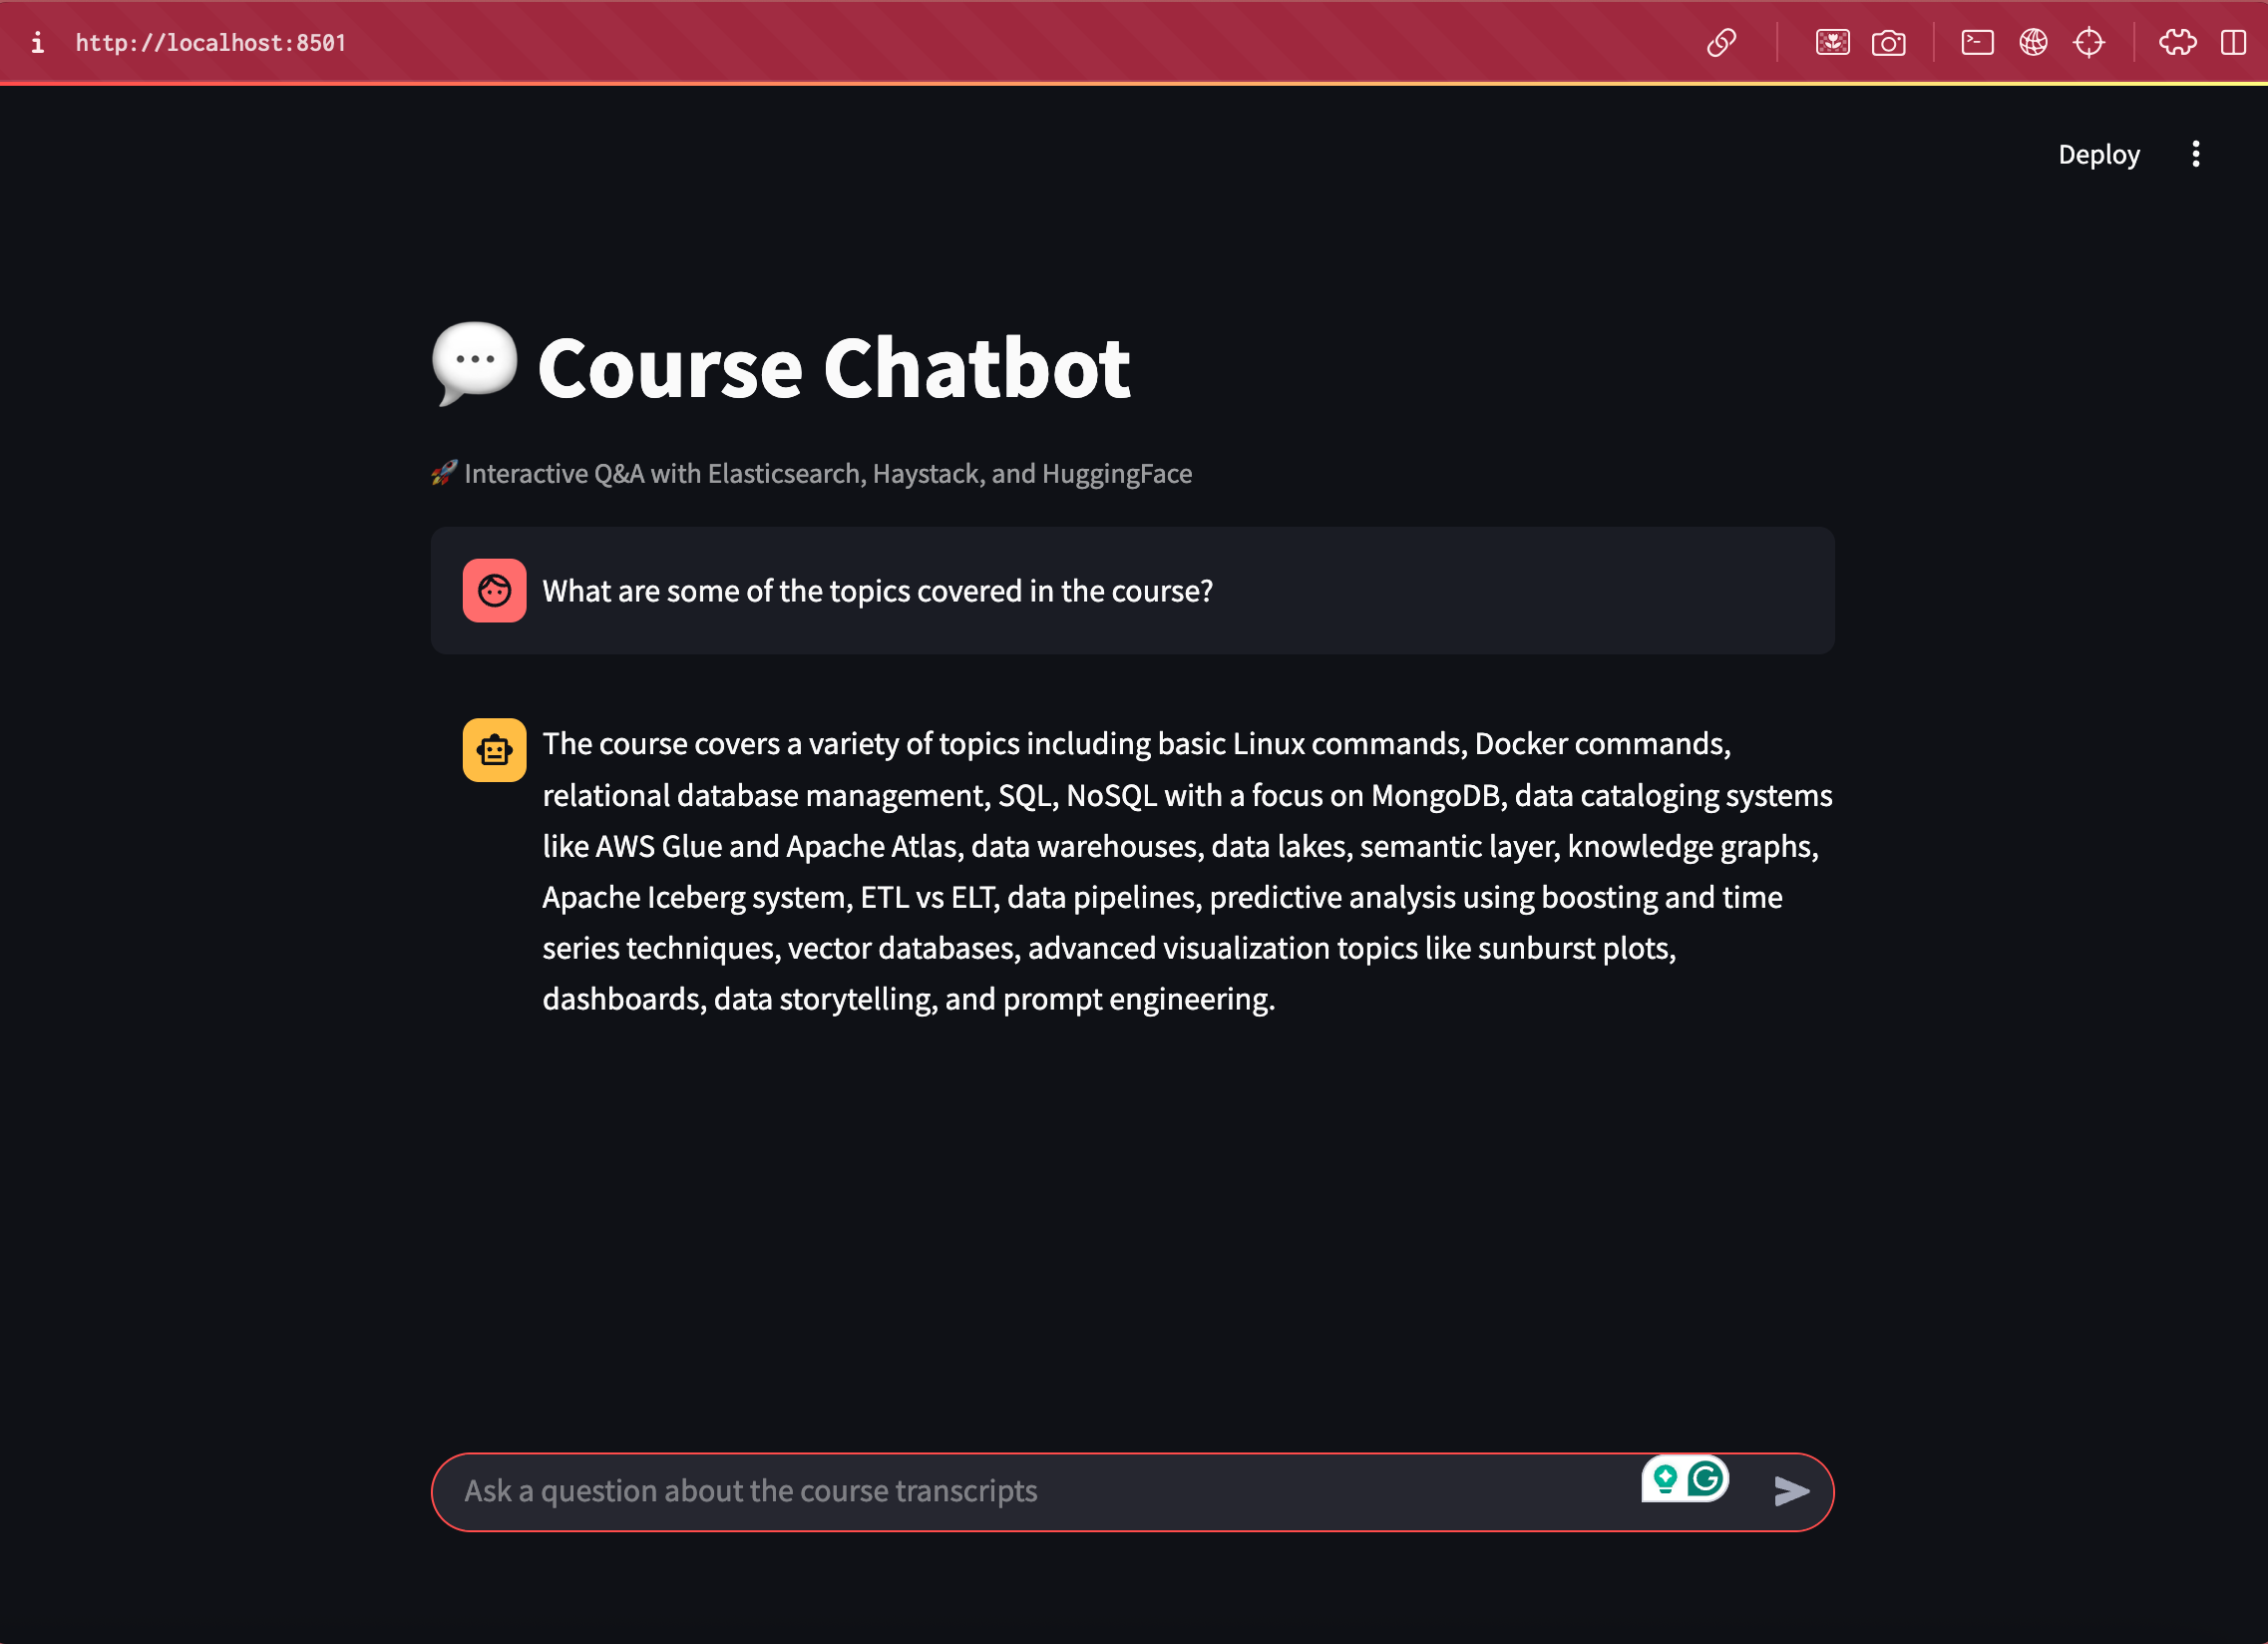 http://localhost:8501
Deploy
Course Chatbot
Interactive Q&A with Elasticsearch, Haystack, and HuggingFace
What are some of the topics covered in the course?
The course covers a variety of topics including basic Linux commands, Docker commands,
relational database management, SQL, NoSQL with a focus on MongoDB, data cataloging systems
like AWS Glue and Apache Atlas, data warehouses, data lakes, semantic layer, knowledge graphs,
Apache Iceberg system, ETL vs ELT, data pipelines, predictive analysis using boosting and time
series techniques, vector databases, advanced visualization topics like sunburst plots,
dashboards, data storytelling, and prompt engineering.
Ask a question about the course transcripts